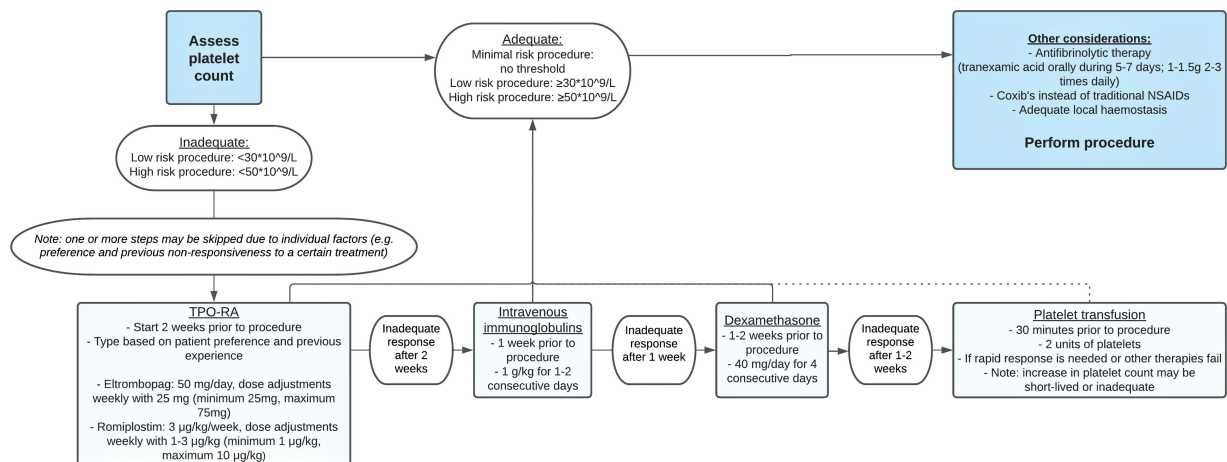 Assess
platelet
count
Adequate:
Minimal risk procedure:
no threshold
Low risk procedure: ≥30*10^9/L
High risk procedure: ≥50*10^9/L
Other considerations:
- Antifibrinolytic therapy
(tranexamic acid orally during 5-7 days; 1-1.5g 2-3
times daily)
- Coxib's instead of traditional NSAIDs
- Adequate local haemostasis
Perform procedure
Inadequate:
Low risk procedure: <30*10^9/L
High risk procedure: <50*10^9/L
Note: one or more steps may be skipped due to individual factors (e.g.
preference and previous non-responsiveness to a certain treatment)
TPO-RA
- Start 2 weeks prior to procedure
- Type based on patient preference and previous
experience
- Eltrombopag: 50 mg/day, dose adjustments
weekly with 25 mg (minimum 25mg, maximum
75mg)
- Romiplostim: 3 µg/kg/week, dose adjustments
weekly with 1-3 µg/kg (minimum 1 µg/kg,
maximum 10 µg/kg)
Inadequate
response
after 2
weeks
Intravenous
immunoglobulins
- 1 week prior to
procedure
- 1 g/kg for 1-2
consecutive days
Inadequate
response
after 1 week
Dexamethasone
- 1-2 weeks prior to
procedure
- 40 mg/day for 4
consecutive days
Inadequate
response
after 1-2
weeks
Platelet transfusion
- 30 minutes prior to procedure
- 2 units of platelets
- If rapid response is needed or other therapies fail
- Note: increase in platelet count may be
short-lived or inadequate